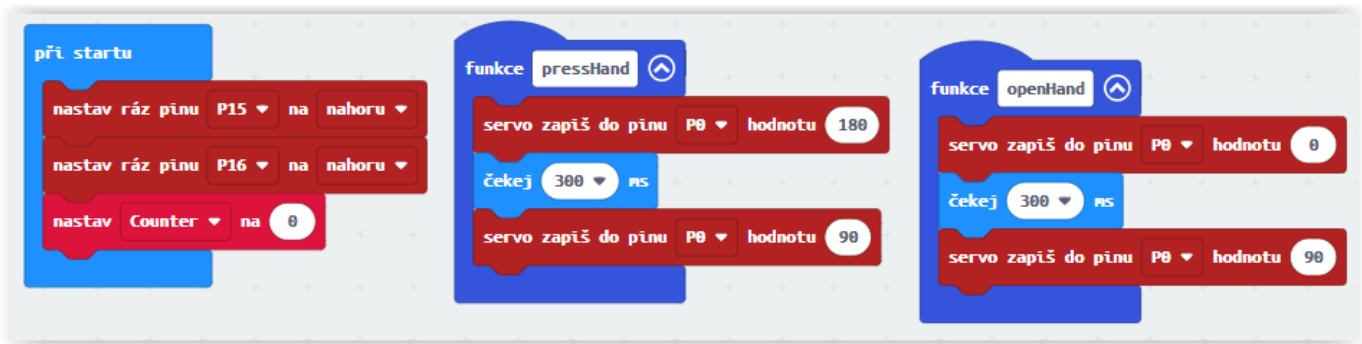 při startu
nastav ráz pinu P15 na nahoru
nastav ráz pinu P16 na nahoru
nastav Counter na 0
funkce pressHand
servo zapiš do pinu P0 hodnotu 180
čekej 300 ms
servo zapiš do pinu P0 hodnotu 90
funkce openHand
servo zapiš do pinu P0 hodnotu 0
čekej 300 ms
servo zapiš do pinu P0 hodnotu 90